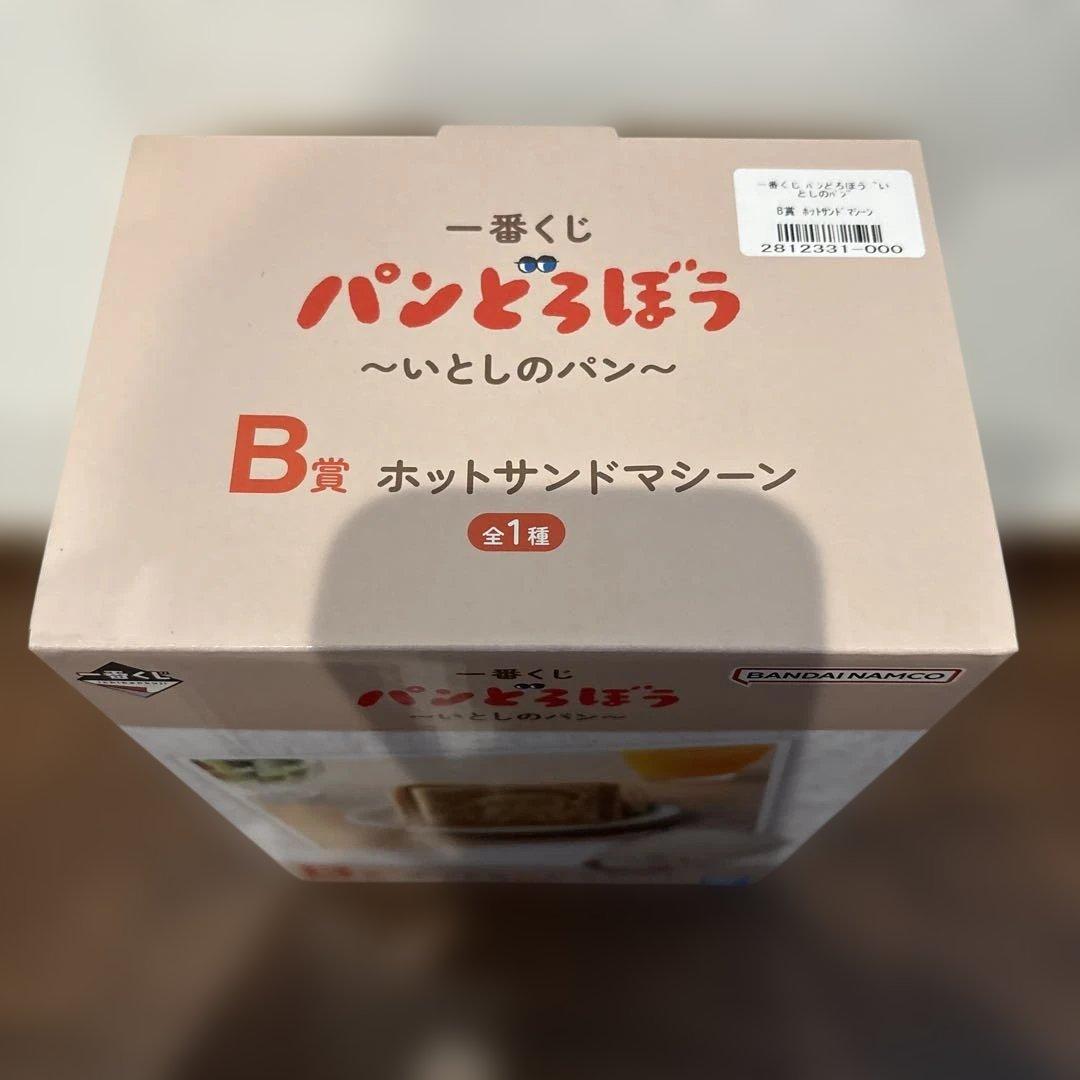 一番くじ
パンどろぼう
～いとしのパン～
B賞 ホットサンドマシーン
全1種
一番くじ パンどろぼう ~い
としのパン~
B賞 ホットサンドマシーン
2812331-000
一番くじ
一番くじ
パンどろぼう
～いとしのパン～
BANDAI NAMCO